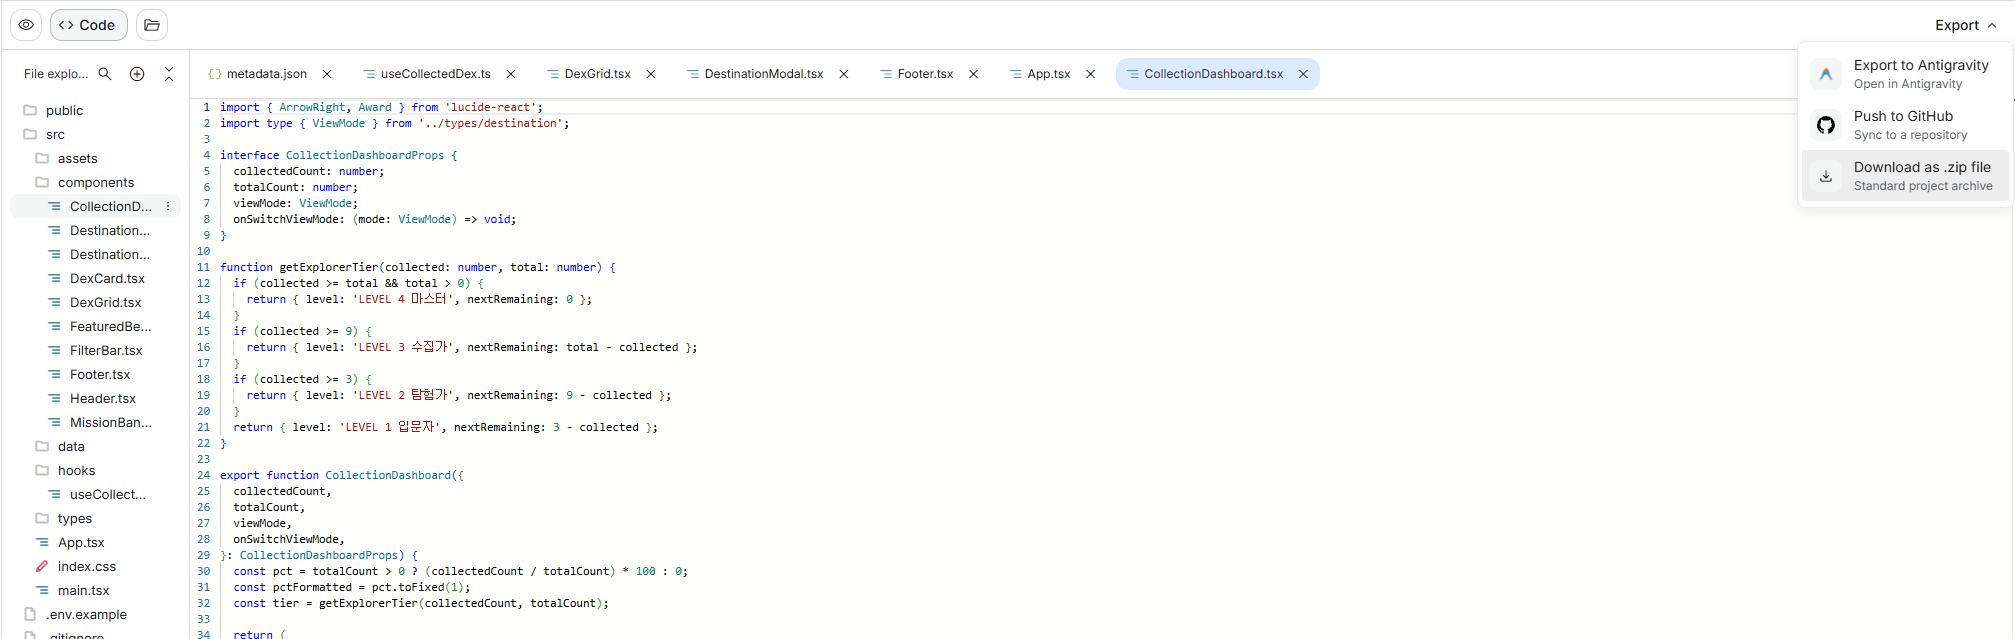 Code
Export
File explo...
metadata.json
useCollectedDex.ts
DexGrid.tsx
DestinationModal.tsx
Footer.tsx
App.tsx
CollectionDashboard.tsx
Export to Antigravity
Open in Antigravity
Push to GitHub
Sync to a repository
Download as .zip file
Standard project archive
public
src
assets
components
CollectionD...
Destination...
Destination...
DexCard.tsx
DexGrid.tsx
FeaturedBe...
FilterBar.tsx
Footer.tsx
Header.tsx
MissionBan...
data
hooks
useCollect...
types
App.tsx
index.css
main.tsx
.env.example
.gitignore
1 import { ArrowRight, Award } from 'lucide-react';
2 import type { ViewMode } from '../types/destination';
3
4 interface CollectionDashboardProps {
5 collectedCount: number;
6 totalCount: number;
7 viewMode: ViewMode;
8 onSwitchViewMode: (mode: ViewMode) => void;
9 }
10
11 function getExplorerTier(collected: number, total: number) {
12 if (collected >= total && total > 0) {
13 return { level: 'LEVEL 4 마스터', nextRemaining: 0 };
14 }
15 if (collected >= 9) {
16 return { level: 'LEVEL 3 수집가', nextRemaining: total - collected };
17 }
18 if (collected >= 3) {
19 return { level: 'LEVEL 2 탐험가', nextRemaining: 9 - collected };
20 }
21 return { level: 'LEVEL 1 입문자', nextRemaining: 3 - collected };
22 }
23
24 export function CollectionDashboard({
25 collectedCount,
26 totalCount,
27 viewMode,
28 onSwitchViewMode,
29 }: CollectionDashboardProps) {
30 const pct = totalCount > 0 ? (collectedCount / totalCount) * 100 : 0;
31 const pctFormatted = pct.toFixed(1);
32 const tier = getExplorerTier(collectedCount, totalCount);
33
34 return (